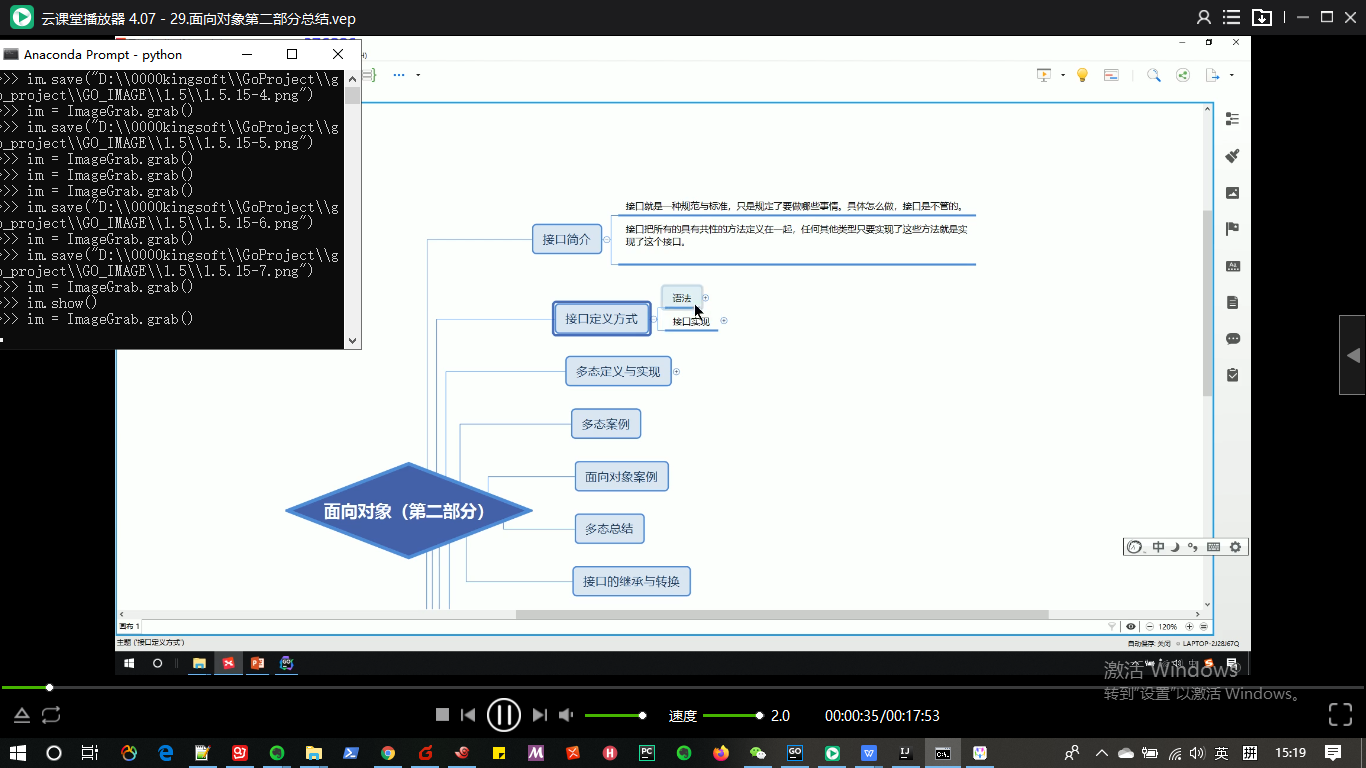 云课堂播放器 4.07 - 29.面向对象第二部分总结.vep
Anaconda Prompt - python
>>> im.save("D:\\0000kingsoft\\GoProject\\g
o_project\\GO_IMAGE\\1.5\\1.5.15-4.png")
>>> im = ImageGrab.grab()
>>> im.save("D:\\0000kingsoft\\GoProject\\g
o_project\\GO_IMAGE\\1.5\\1.5.15-5.png")
>>> im = ImageGrab.grab()
>>> im = ImageGrab.grab()
>>> im = ImageGrab.grab()
>>> im.save("D:\\0000kingsoft\\GoProject\\g
o_project\\GO_IMAGE\\1.5\\1.5.15-6.png")
>>> im = ImageGrab.grab()
>>> im.save("D:\\0000kingsoft\\GoProject\\g
o_project\\GO_IMAGE\\1.5\\1.5.15-7.png")
>>> im = ImageGrab.grab()
>>> im.show()
>>> im = ImageGrab.grab()
接口就是一种规范与标准，只是规定了要做哪些事情。具体怎么做，接口是不管的。
接口简介
接口把所有的具有共性的方法定义在一起，任何其他类型只要实现了这些方法就是实
现了这个接口。
语法
接口定义方式
接口实现
多态定义与实现
多态案例
面向对象案例
面向对象（第二部分）
多态总结
中
接口的继承与转换
画布 1
120%
主题 ('接口定义方式')
自动保存: 关闭
LAPTOP-2J28J67Q
激活 Windows
转到"设置"以激活 Windows。
速度
2.0
00:00:35/00:17:53
英
拼
15:19